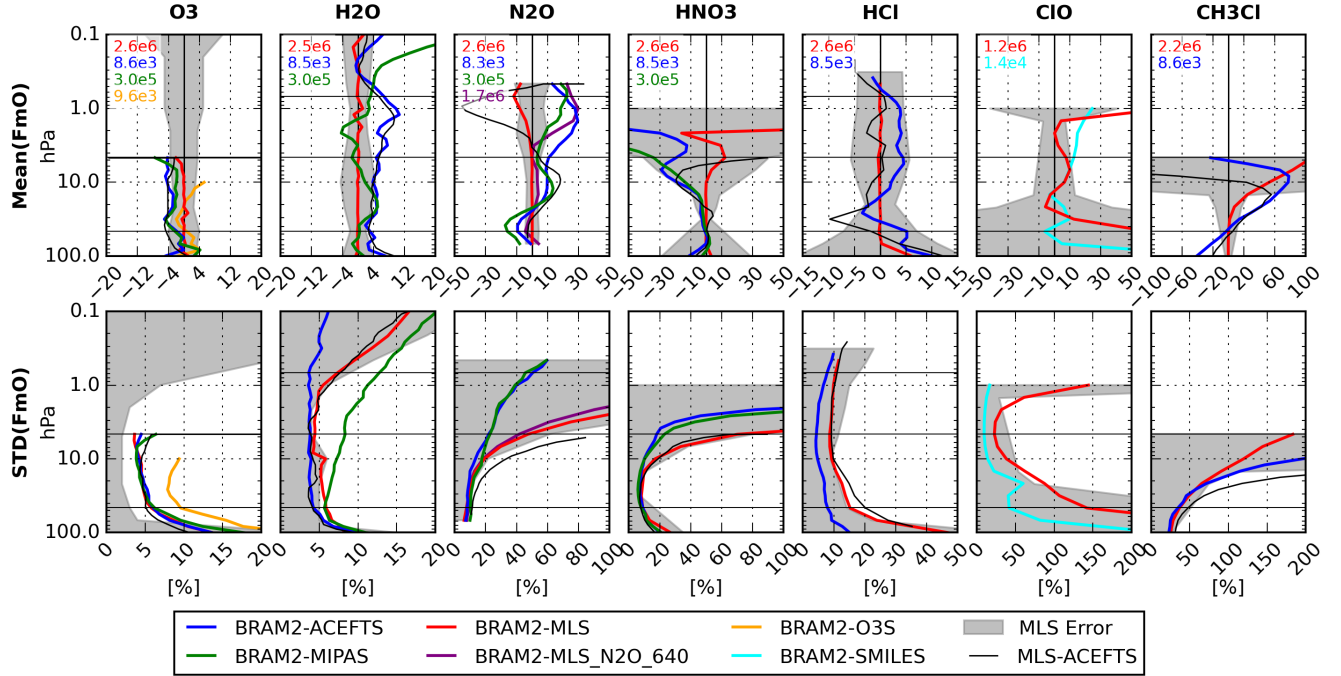 O3 H2O N2O HNO3 HCl ClO CH3Cl
Mean(FmO)
hPa
0.1
1.0
10.0
100.0
2.6e6
8.6e3
3.0e5
9.6e3
2.5e6
8.5e3
3.0e5
2.6e6
8.3e3
3.0e5
1.7e6
2.6e6
8.5e3
3.0e5
2.6e6
8.5e3
1.2e6
1.4e4
2.2e6
8.6e3
−20 −12 −4 4 12 20
−20 −12 −4 4 12 20
−50 −30 −10 10 30 50
−50 −30 −10 10 30 50
−15 −10 −5 0 5 10 15
−50 −30 −10 10 30 50
−100 −60 −20 20 60 100
STD(FmO)
hPa
0.1
1.0
10.0
100.0
0 5 10 15 20
0 5 10 15 20
0 20 40 60 80 100
0 20 40 60 80 100
0 10 20 30 40 50
0 50 100 150 200
0 50 100 150 200
[%] [%] [%] [%] [%] [%] [%]
BRAM2-ACEFTS BRAM2-MLS BRAM2-O3S MLS Error
BRAM2-MIPAS BRAM2-MLS_N2O_640 BRAM2-SMILES MLS-ACEFTS